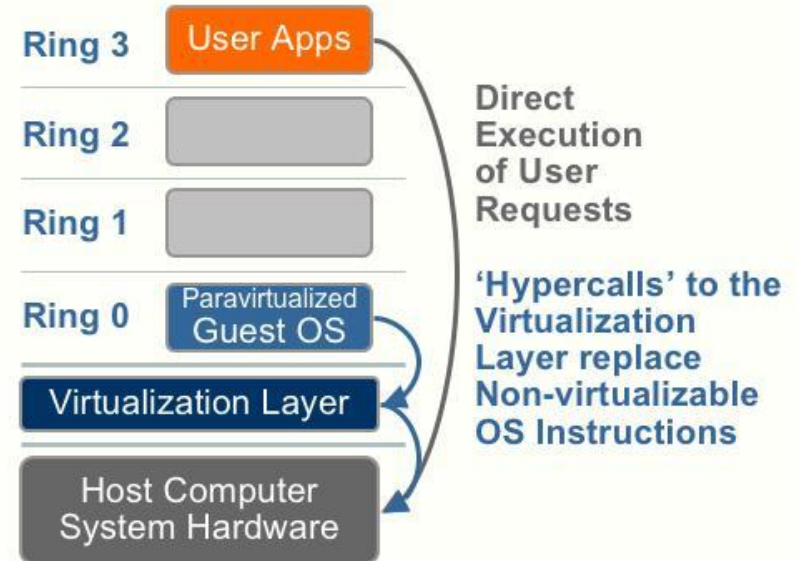 Ring 3
User Apps
Ring 2
Ring 1
Ring 0
Paravirtualized
Guest OS
Virtualization Layer
Host Computer
System Hardware
Direct
Execution
of User
Requests
‘Hypercalls’ to the
Virtualization
Layer replace
Non-virtualizable
OS Instructions